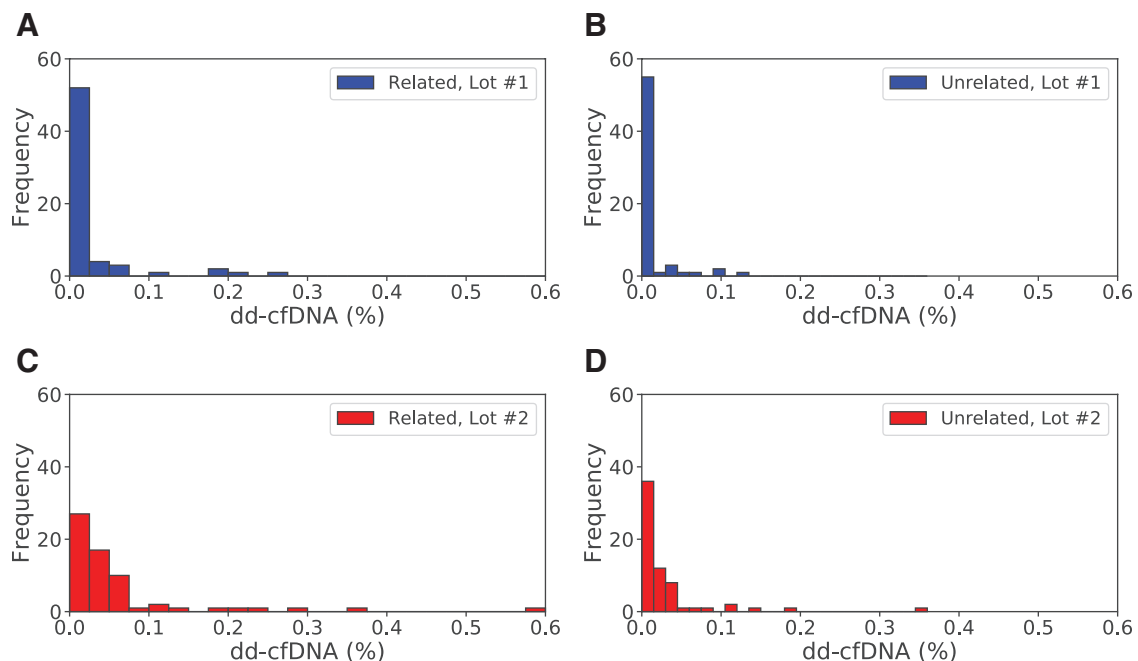 A
B
60
40
20
0
Frequency
Related, Lot #1
0.0 0.1 0.2 0.3 0.4 0.5 0.6
dd-cfDNA (%)
60
40
20
0
Frequency
Unrelated, Lot #1
0.0 0.1 0.2 0.3 0.4 0.5 0.6
dd-cfDNA (%)
C
D
60
40
20
0
Frequency
Related, Lot #2
0.0 0.1 0.2 0.3 0.4 0.5 0.6
dd-cfDNA (%)
60
40
20
0
Frequency
Unrelated, Lot #2
0.0 0.1 0.2 0.3 0.4 0.5 0.6
dd-cfDNA (%)